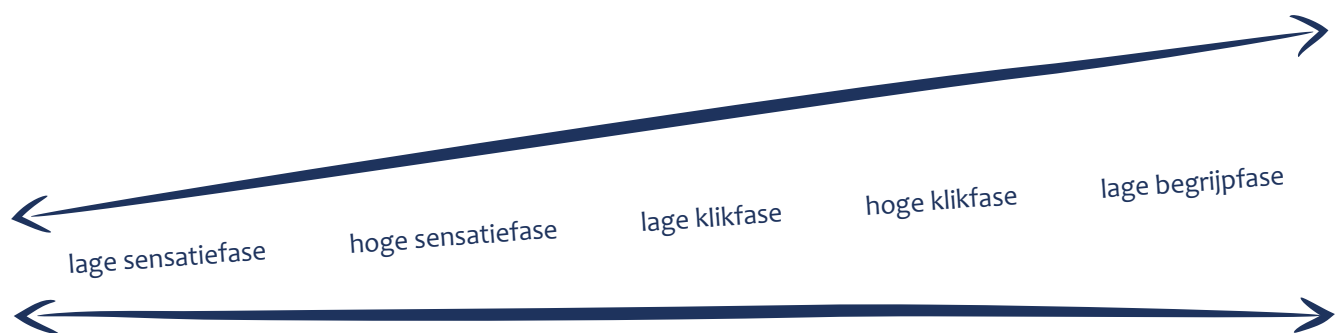 lage sensatiefase
hoge sensatiefase
lage klikfase
hoge klikfase
lage begrijpfase